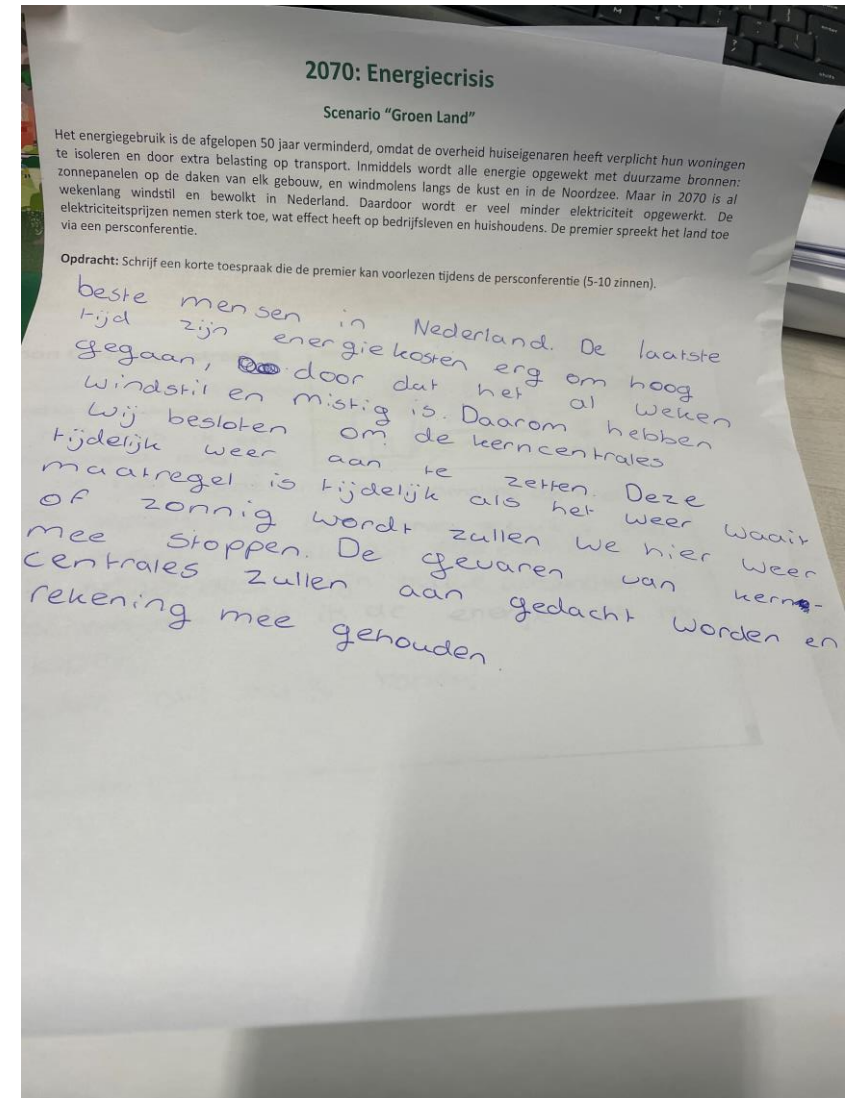 2070: Energiecrisis
Scenario “Groen Land”
Het energiegebruik is de afgelopen 50 jaar verminderd, omdat de overheid huiseigenaren heeft verplicht hun woningen
te isoleren en door extra belasting op transport. Inmiddels wordt alle energie opgewekt met duurzame bronnen:
zonnepanelen op de daken van elk gebouw, en windmolens langs de kust en in de Noordzee. Maar in 2070 is al
wekenlang windstil en bewolkt in Nederland. Daardoor wordt er veel minder elektriciteit opgewerkt. De
elektriciteitsprijzen nemen sterk toe, wat effect heeft op bedrijfsleven en huishoudens. De premier spreekt het land toe
via een persconferentie.
Opdracht: Schrijf een korte toespraak die de premier kan voorlezen tijdens de persconferentie (5-10 zinnen).
beste mensen in Nederland. De laatste
tijd zijn energiekosten erg om hoog
gegaan, door dat het al weken
windstil en mistig is. Daarom hebben
wij besloten om de kerncentrales
tijdelijk weer aan te zetten. Deze
maatregel is tijdelijk als het weer waait
of zonnig wordt zullen we hier weer
mee stoppen. De gevaren van kern-
centrales zullen aan gedacht worden en
rekening mee gehouden.